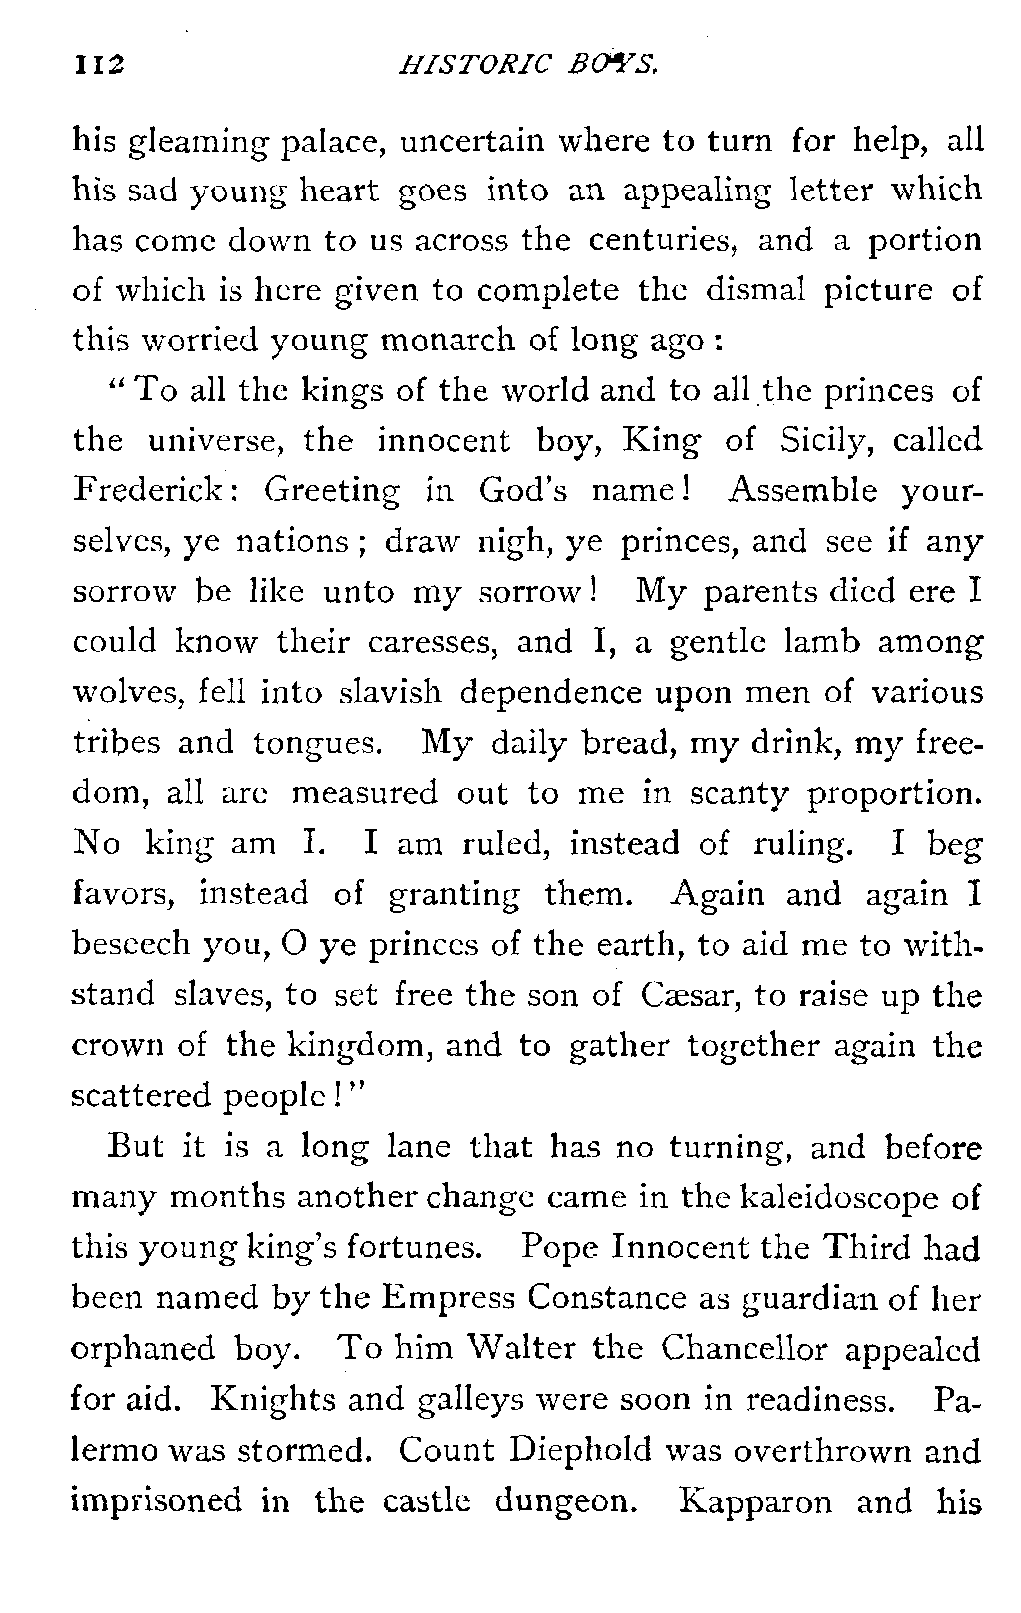 112 HISTORIC BOYS.
his gleaming palace, uncertain where to turn for help, all
his sad young heart goes into an appealing letter which
has come down to us across the centuries, and a portion
of which is here given to complete the dismal picture of
this worried young monarch of long ago :
“ To all the kings of the world and to all the princes of
the universe, the innocent boy, King of Sicily, called
Frederick : Greeting in God’s name ! Assemble your-
selves, ye nations ; draw nigh, ye princes, and see if any
sorrow be like unto my sorrow ! My parents died ere I
could know their caresses, and I, a gentle lamb among
wolves, fell into slavish dependence upon men of various
tribes and tongues. My daily bread, my drink, my free-
dom, all are measured out to me in scanty proportion.
No king am I. I am ruled, instead of ruling. I beg
favors, instead of granting them. Again and again I
beseech you, O ye princes of the earth, to aid me to with-
stand slaves, to set free the son of Cæsar, to raise up the
crown of the kingdom, and to gather together again the
scattered people ! ”
But it is a long lane that has no turning, and before
many months another change came in the kaleidoscope of
this young king’s fortunes. Pope Innocent the Third had
been named by the Empress Constance as guardian of her
orphaned boy. To him Walter the Chancellor appealed
for aid. Knights and galleys were soon in readiness. Pa-
lermo was stormed. Count Diephold was overthrown and
imprisoned in the castle dungeon. Kapparon and his